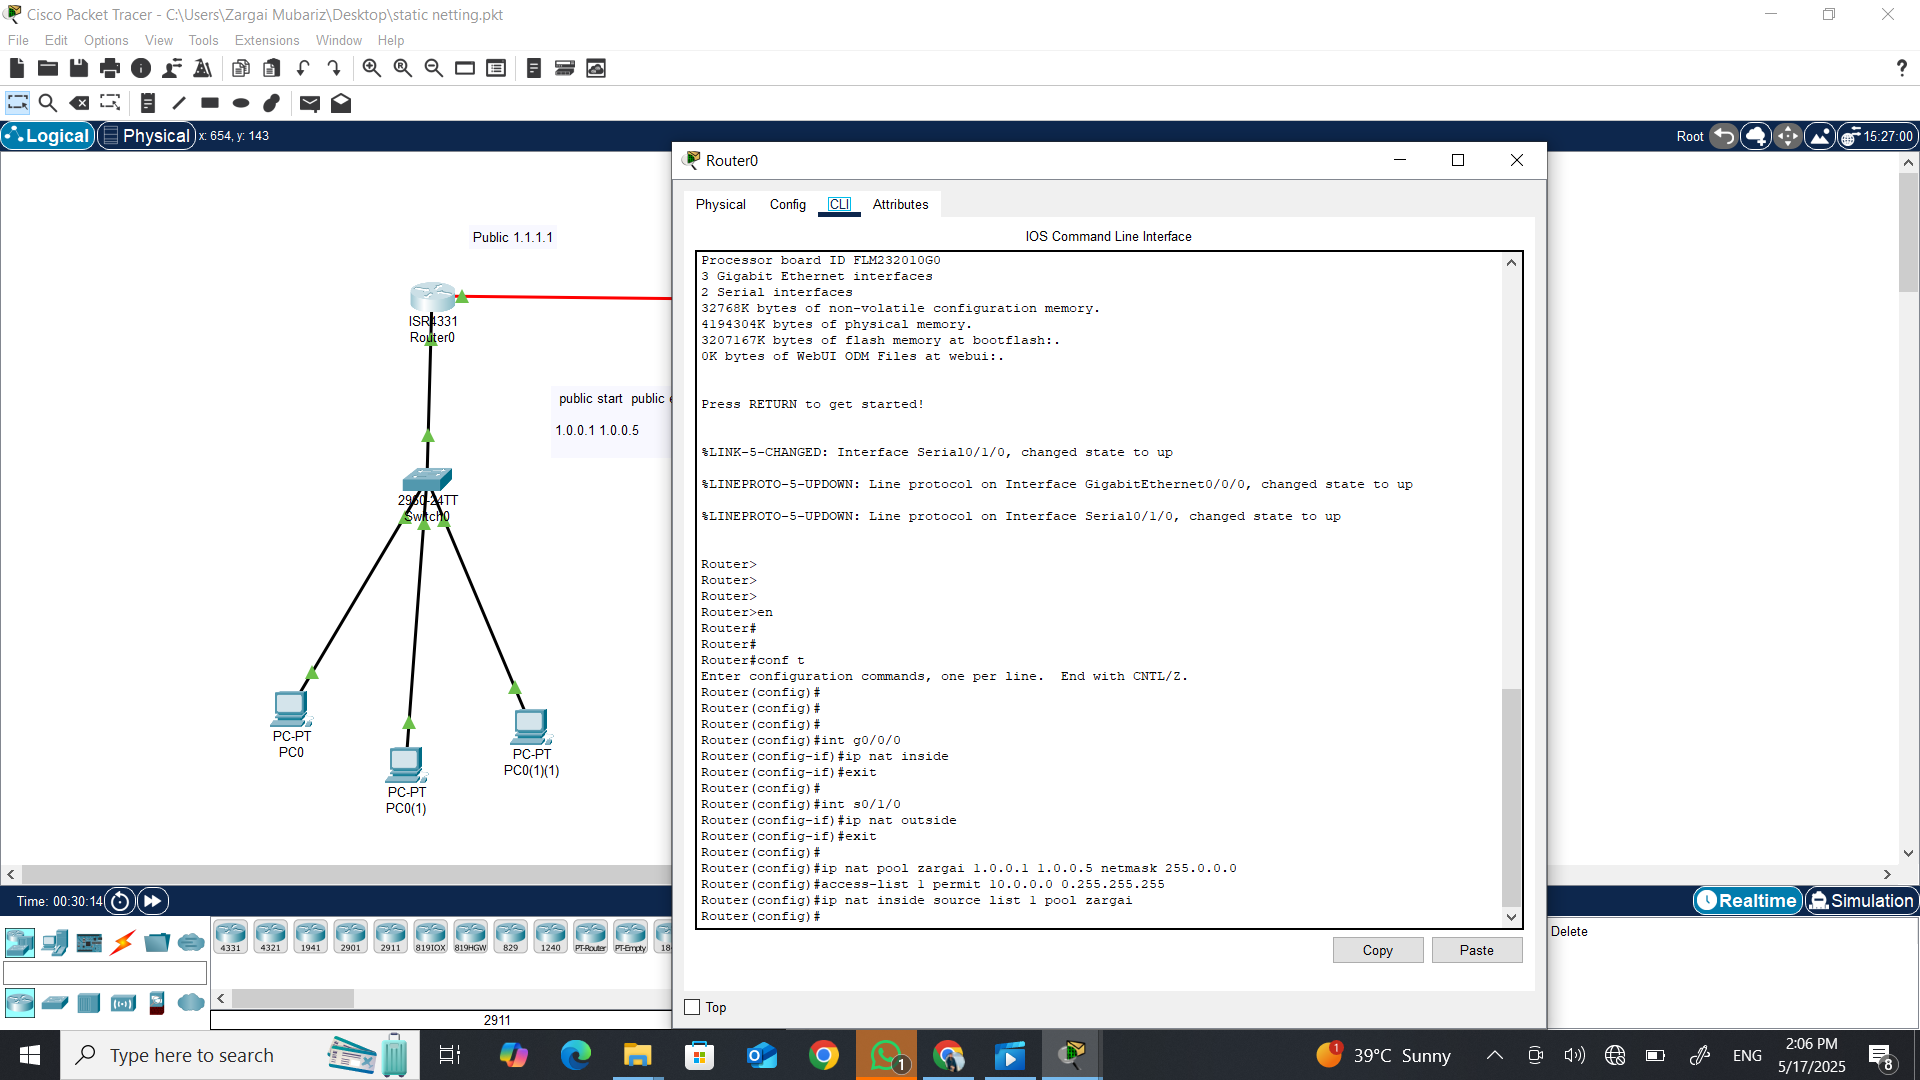 Cisco Packet Tracer - C:\Users\Zargai Mubariz\Desktop\static netting.pkt
File Edit Options View Tools Extensions Window Help
?
Logical Physical x: 654, y: 143
Root 15:27:00
Public 1.1.1.1
ISR4331
Router0
public start public e
1.0.0.1 1.0.0.5
2960-24TT
Switch0
PC-PT
PC0
PC-PT
PC0(1)
PC-PT
PC0(1)(1)
Router0
Physical Config CLI Attributes
IOS Command Line Interface
Processor board ID FLM232010G0
3 Gigabit Ethernet interfaces
2 Serial interfaces
32768K bytes of non-volatile configuration memory.
4194304K bytes of physical memory.
3207167K bytes of flash memory at bootflash:.
0K bytes of WebUI ODM Files at webui:.
Press RETURN to get started!
%LINK-5-CHANGED: Interface Serial0/1/0, changed state to up
%LINEPROTO-5-UPDOWN: Line protocol on Interface GigabitEthernet0/0/0, changed state to up
%LINEPROTO-5-UPDOWN: Line protocol on Interface Serial0/1/0, changed state to up
Router>
Router>
Router>
Router>en
Router#
Router#
Router#conf t
Enter configuration commands, one per line.  End with CNTL/Z.
Router(config)#
Router(config)#
Router(config)#
Router(config)#int g0/0/0
Router(config-if)#ip nat inside
Router(config-if)#exit
Router(config)#
Router(config)#int s0/1/0
Router(config-if)#ip nat outside
Router(config-if)#exit
Router(config)#
Router(config)#ip nat pool zargai 1.0.0.1 1.0.0.5 netmask 255.0.0.0
Router(config)#access-list 1 permit 10.0.0.0 0.255.255.255
Router(config)#ip nat inside source list 1 pool zargai
Router(config)#
Copy Paste
Top
Time: 00:30:14
Realtime Simulation
4331 4321 1941 2901 2911 819IOX 819HGW 829 1240 PT-Router PT-Empty 18
2911
Delete
Type here to search
1
1 39°C Sunny
ENG
2:06 PM
5/17/2025
8